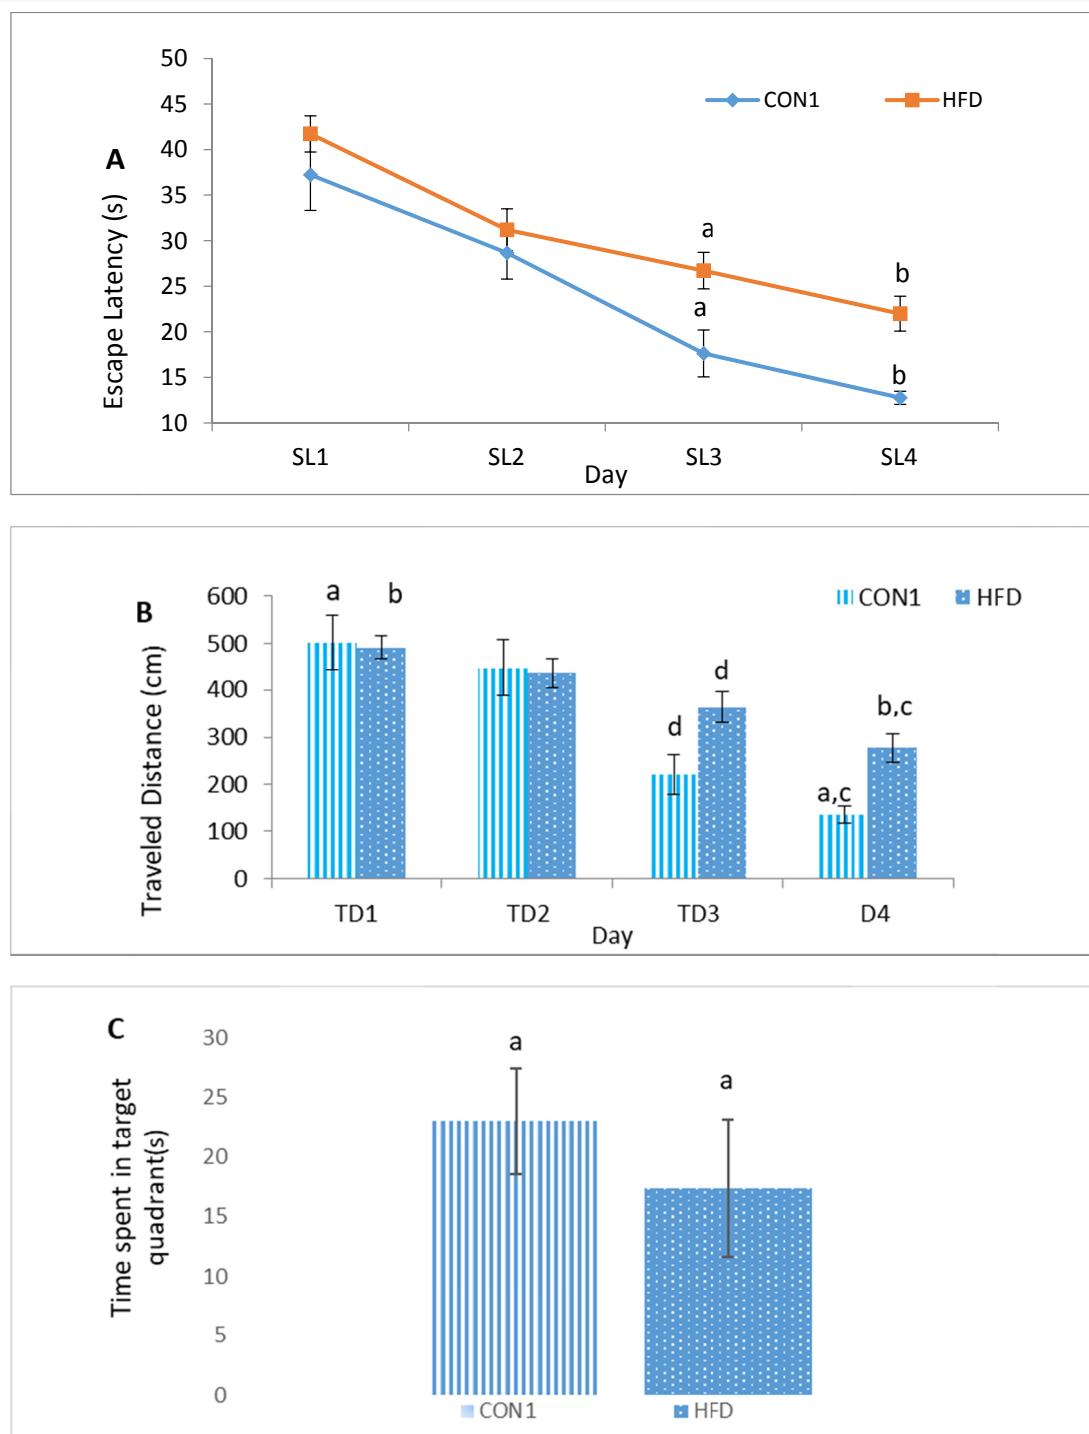 50
45
40
35
30
25
20
15
10
A
Escape Latency (s)
CON1 HFD
a
a
b
b
SL1 SL2 SL3 SL4
Day
B
Traveled Distance (cm)
600
500
400
300
200
100
0
CON1 HFD
a b
d
d
a,c
b,c
TD1 TD2 TD3 D4
Day
C
Time spent in target
quadrant(s)
30
25
20
15
10
5
0
a
a
CON1 HFD